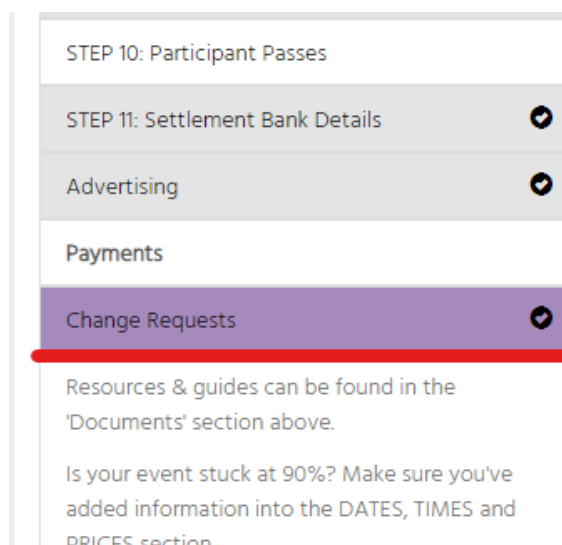 STEP 10: Participant Passes
STEP 11: Settlement Bank Details
Advertising
Payments
Change Requests
Resources & guides can be found in the
'Documents' section above.
Is your event stuck at 90%? Make sure you've
added information into the DATES, TIMES and
PRICES section